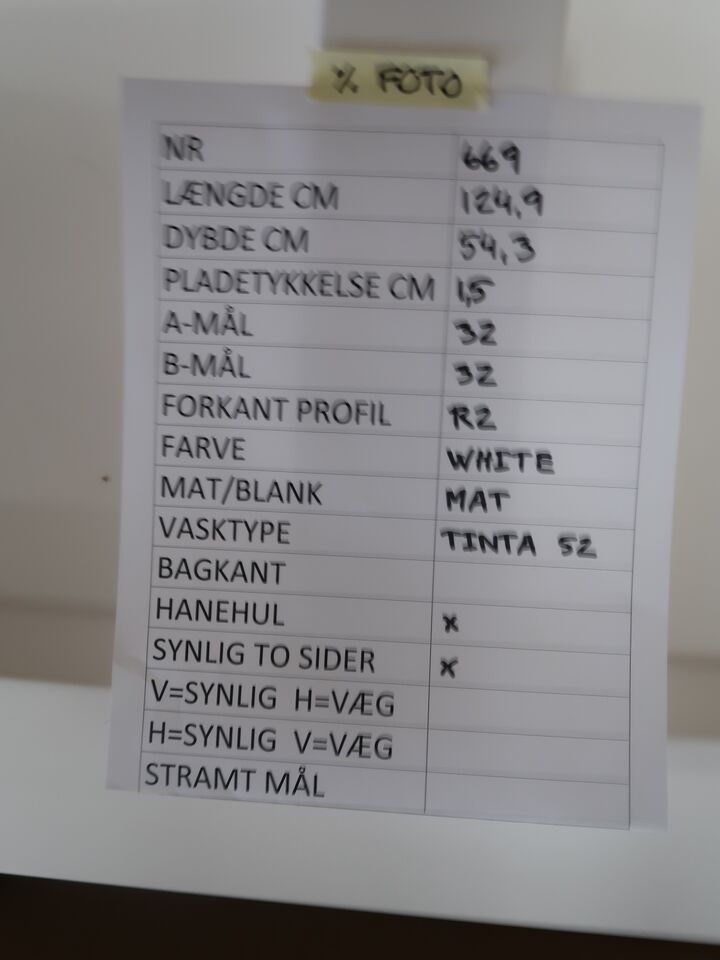 % FOTO
NR 669
LÆNGDE CM 124,9
DYBDE CM 54,3
PLADETYKKELSE CM 1,5
A-MÅL 32
B-MÅL 32
FORKANT PROFIL R2
FARVE WHITE
MAT/BLANK MAT
VASKTYPE TINTA 52
BAGKANT
HANEHUL x
SYNLIG TO SIDER x
V=SYNLIG H=VÆG
H=SYNLIG V=VÆG
STRAMT MÅL